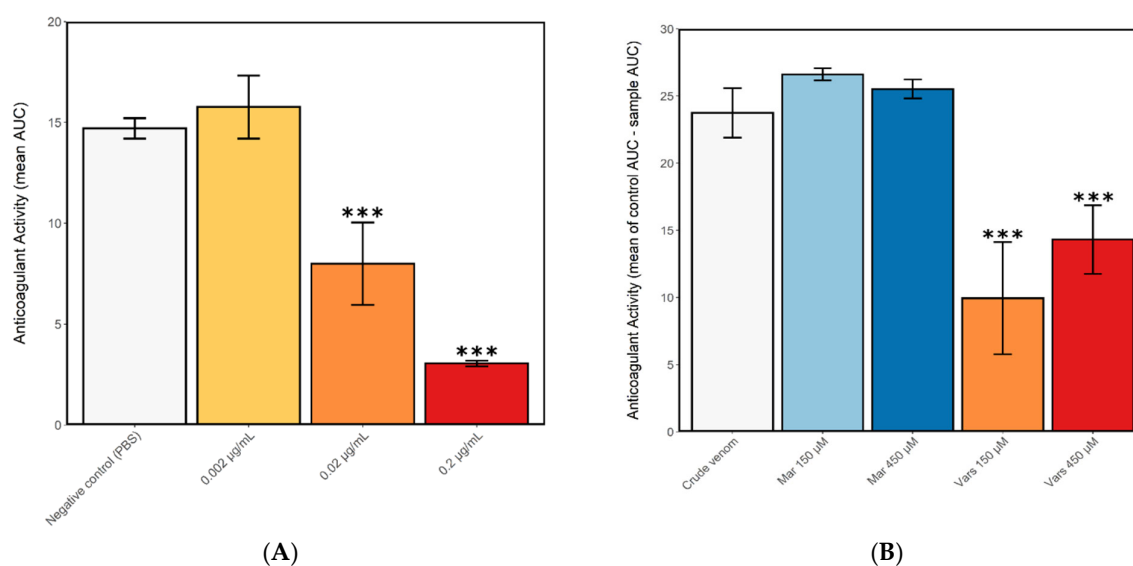 Anticoagulant Activity (mean AUC)
20
15
10
5
0
***
***
Negative control (PBS)
0.002 µg/mL
0.02 µg/mL
0.2 µg/mL
(A)
Anticoagulant Activity (mean of control AUC - sample AUC)
30
25
20
15
10
5
0
***
***
Crude venom
Mar 150 µM
Mar 450 µM
Vars 150 µM
Vars 450 µM
(B)